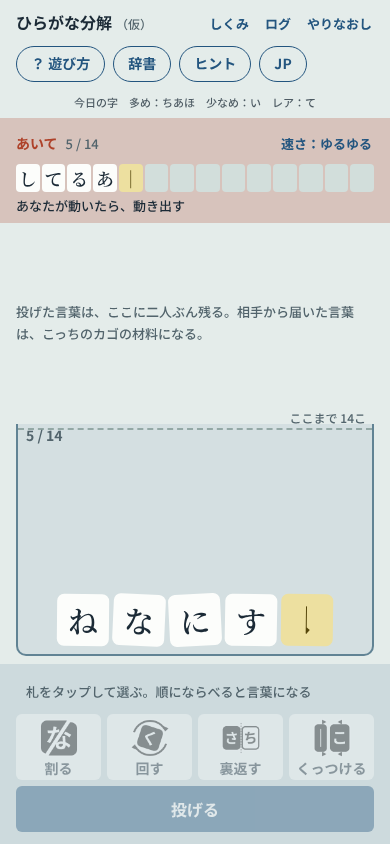 ひらがな分解 （仮） しくみ ログ やりなおし
？ 遊び方 辞書 ヒント JP
今日の字 多め：ちあほ 少なめ：い レア：て
あいて 5 / 14 速さ：ゆるゆる
し て る あ
あなたが動いたら、動き出す
投げた言葉は、ここに二人ぶん残る。相手から届いた言葉
は、こっちのカゴの材料になる。
ここまで 14こ
5 / 14
ね な に す
札をタップして選ぶ。順にならべると言葉になる
な く さ ち こ
割る 回す 裏返す くっつける
投げる